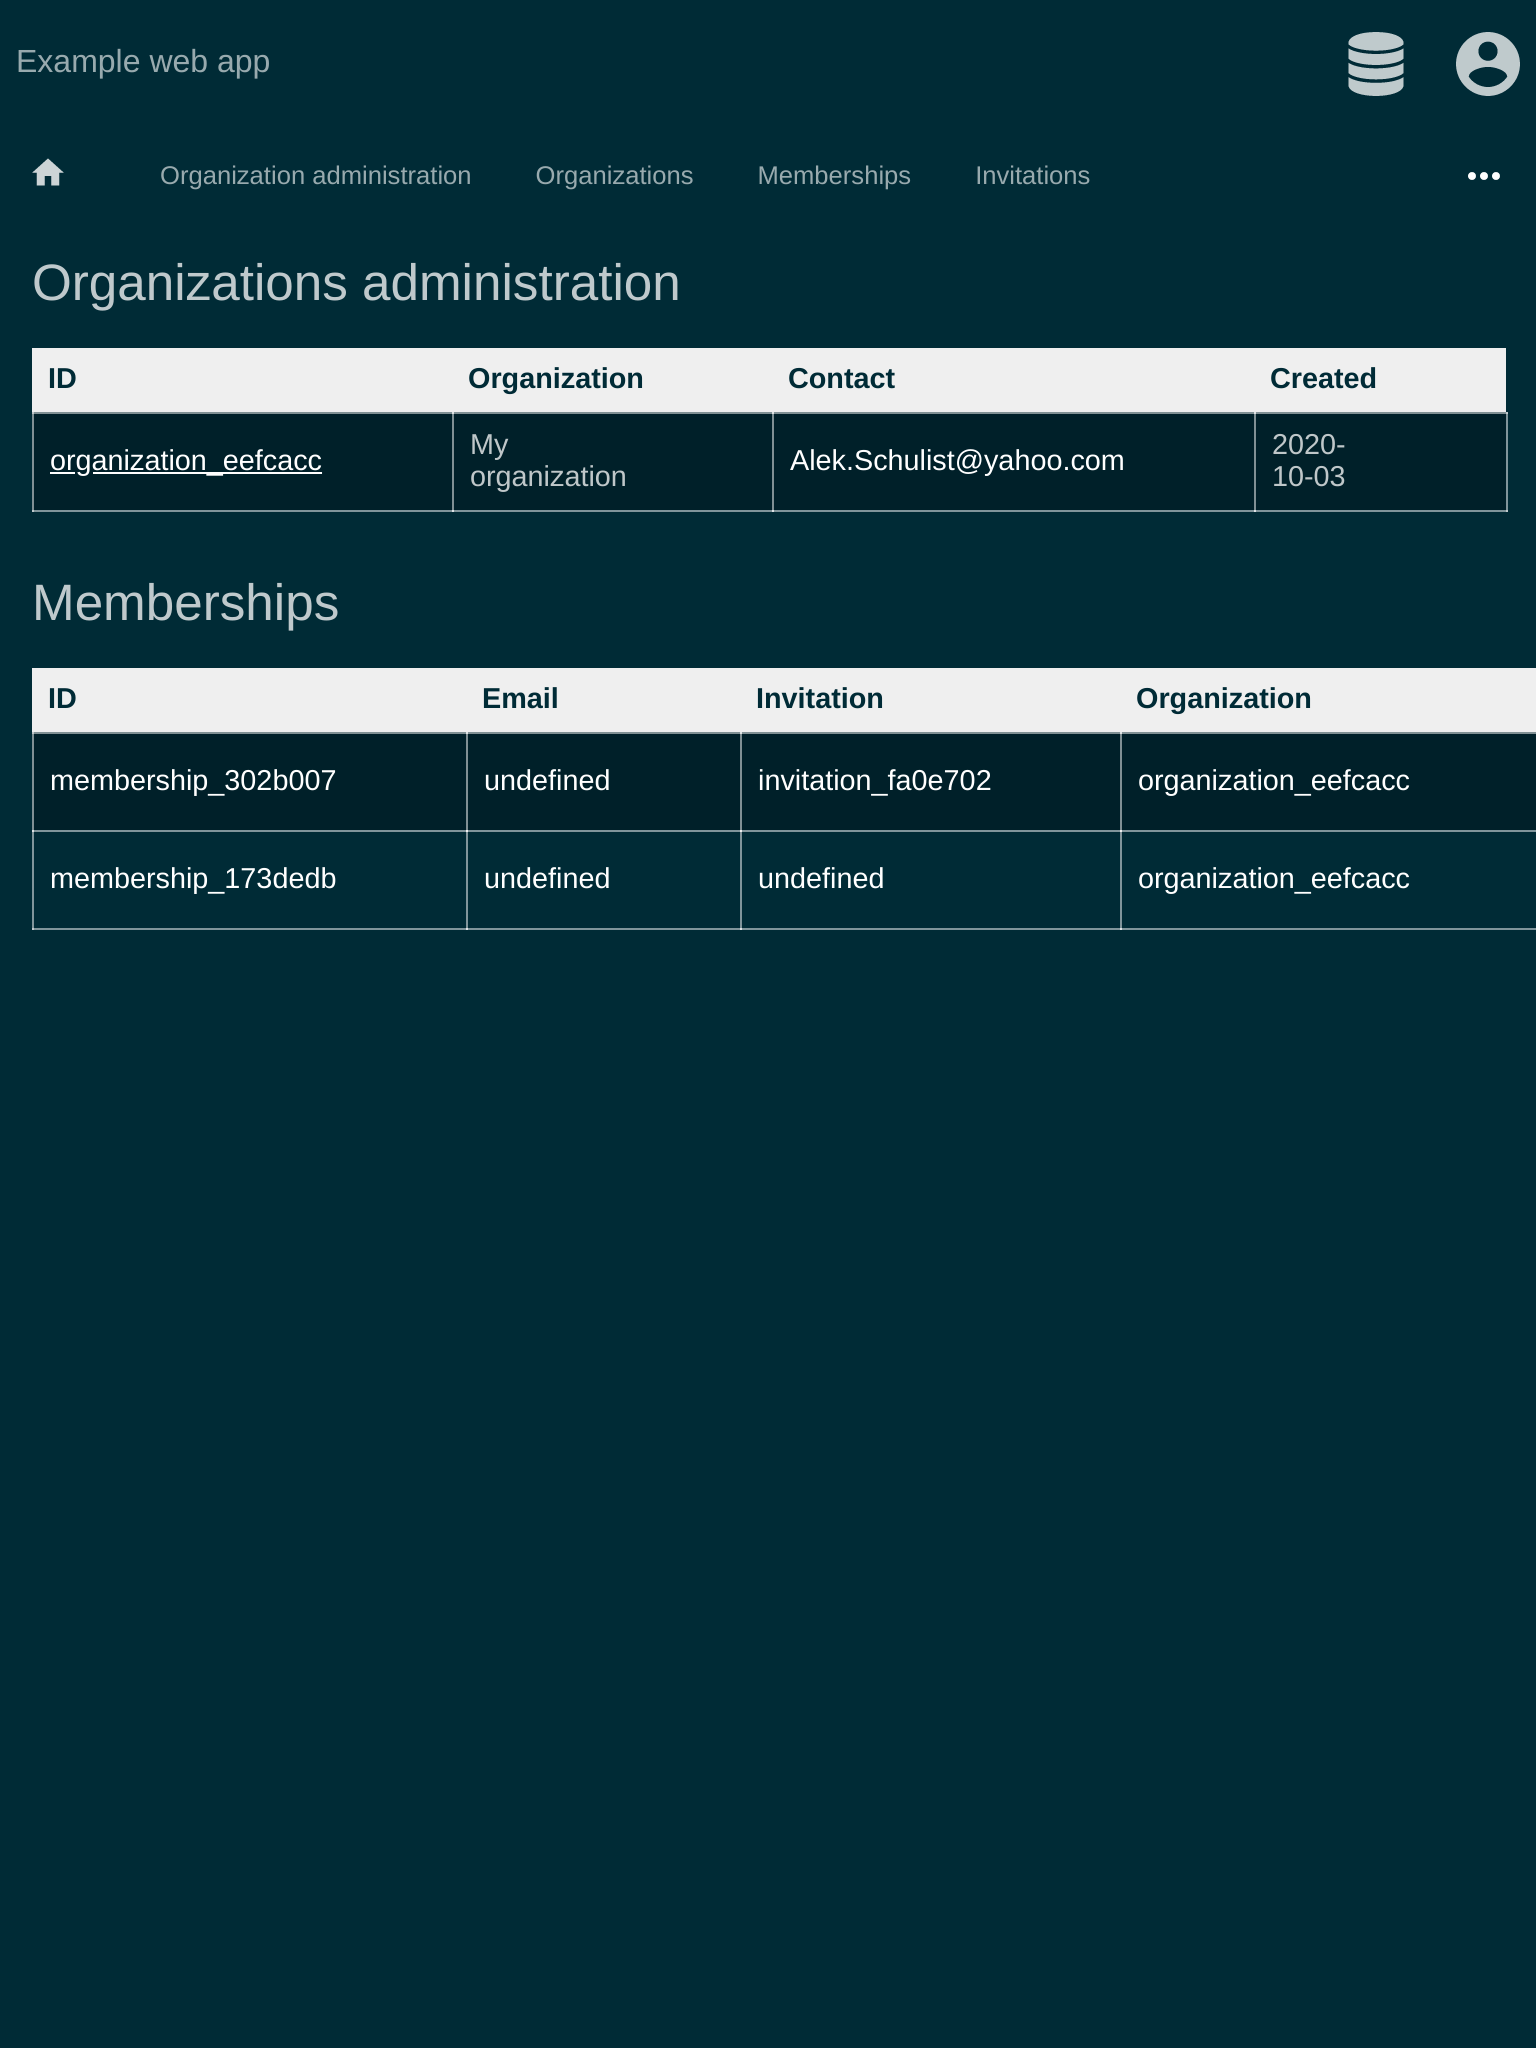 Example web app
Organization administration Organizations Memberships Invitations
Organizations administration
ID Organization Contact Created
organization_eefcacc My organization Alek.Schulist@yahoo.com 2020-10-03
Memberships
ID Email Invitation Organization
membership_302b007 undefined invitation_fa0e702 organization_eefcacc
membership_173dedb undefined undefined organization_eefcacc